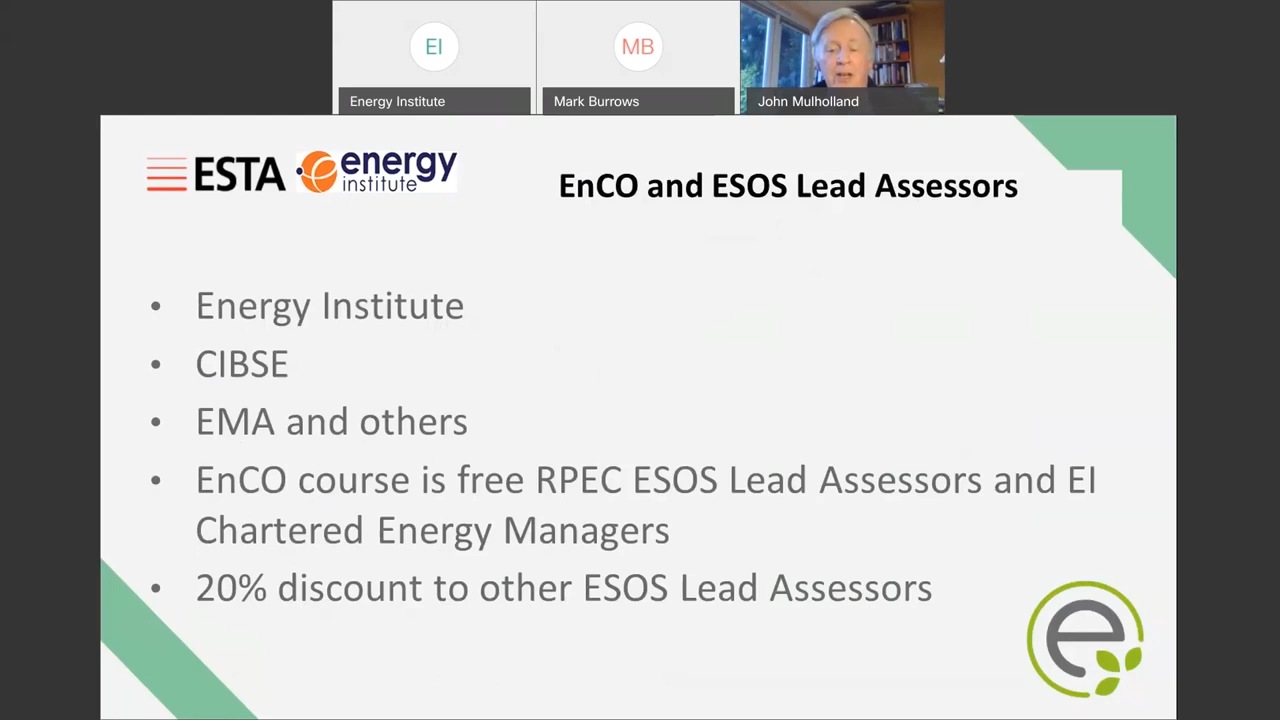 EI
MB
Energy Institute
Mark Burrows
John Mulholland
ESTA
energy
institute
EnCO and ESOS Lead Assessors
• Energy Institute
• CIBSE
• EMA and others
• EnCO course is free RPEC ESOS Lead Assessors and EI
Chartered Energy Managers
• 20% discount to other ESOS Lead Assessors
e